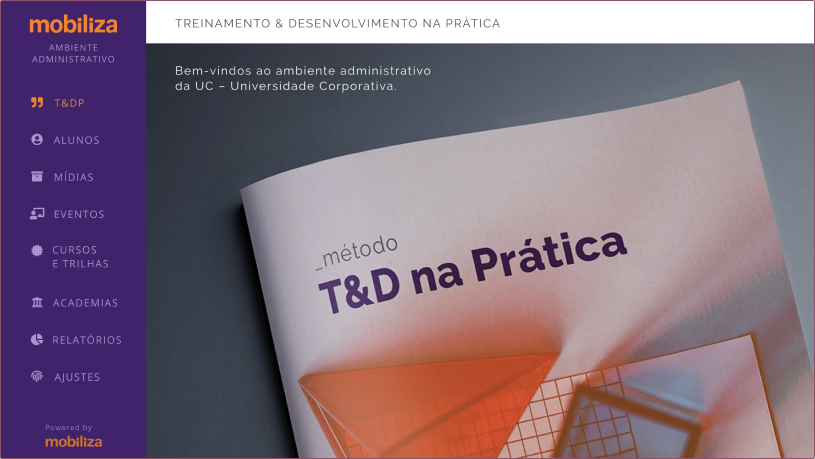 mobiliza
AMBIENTE
ADMINISTRATIVO
T&DP
ALUNOS
MÍDIAS
EVENTOS
CURSOS
E TRILHAS
ACADEMIAS
RELATÓRIOS
AJUSTES
Powered by
mobiliza
TREINAMENTO & DESENVOLVIMENTO NA PRÁTICA
Bem-vindos ao ambiente administrativo
da UC – Universidade Corporativa.
_método
T&D na Prática